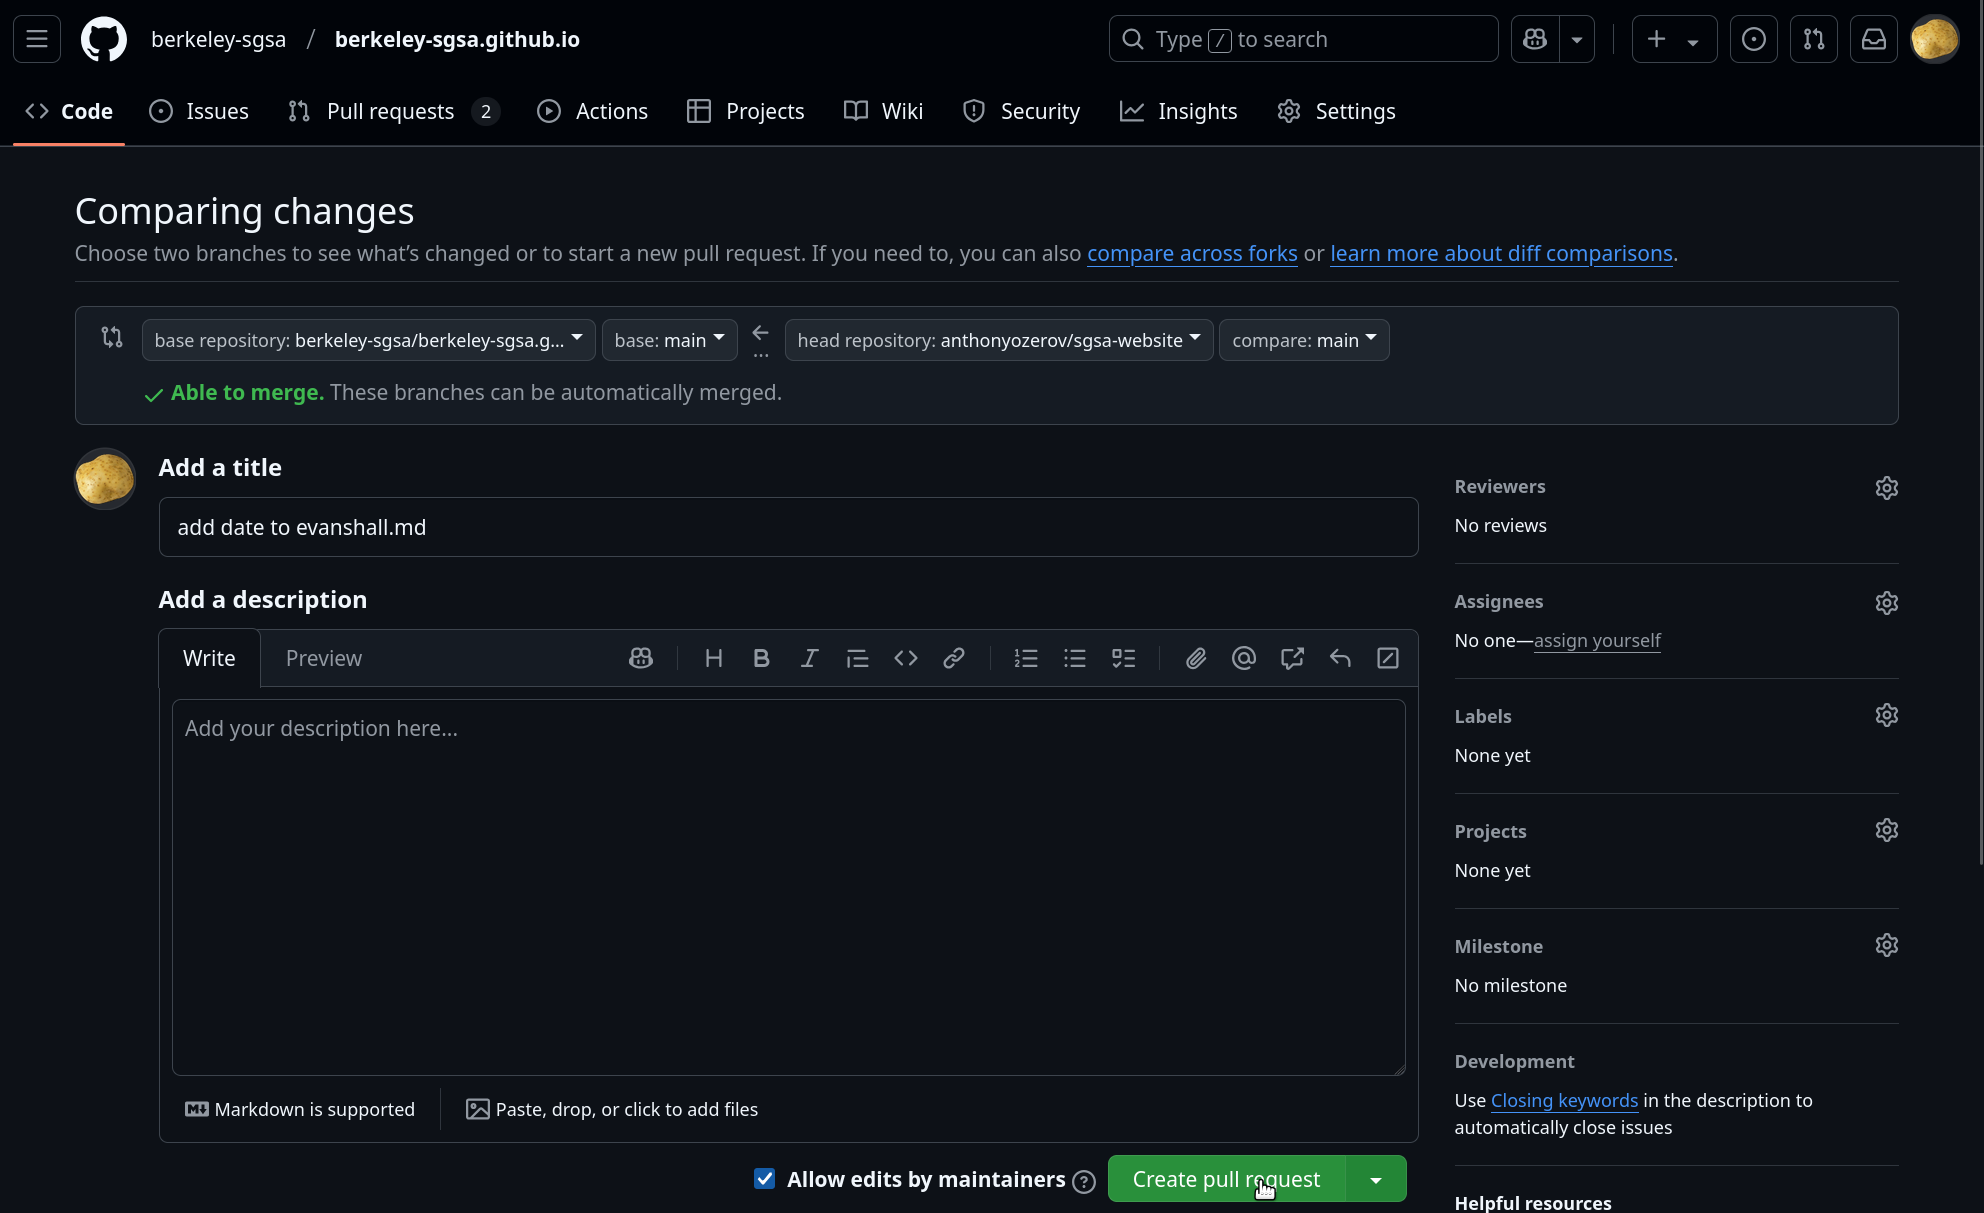 berkeley-sgsa / berkeley-sgsa.github.io
Type / to search
Code
Issues
Pull requests 2
Actions
Projects
Wiki
Security
Insights
Settings
Comparing changes
Choose two branches to see what’s changed or to start a new pull request. If you need to, you can also compare across forks or learn more about diff comparisons.
base repository: berkeley-sgsa/berkeley-sgsa.g...
base: main
head repository: anthonyozerov/sgsa-website
compare: main
Able to merge. These branches can be automatically merged.
Add a title
add date to evanshall.md
Add a description
Write
Preview
Add your description here...
Markdown is supported
Paste, drop, or click to add files
Allow edits by maintainers
Create pull request
Reviewers
No reviews
Assignees
No one—assign yourself
Labels
None yet
Projects
None yet
Milestone
No milestone
Development
Use Closing keywords in the description to
automatically close issues
Helpful resources